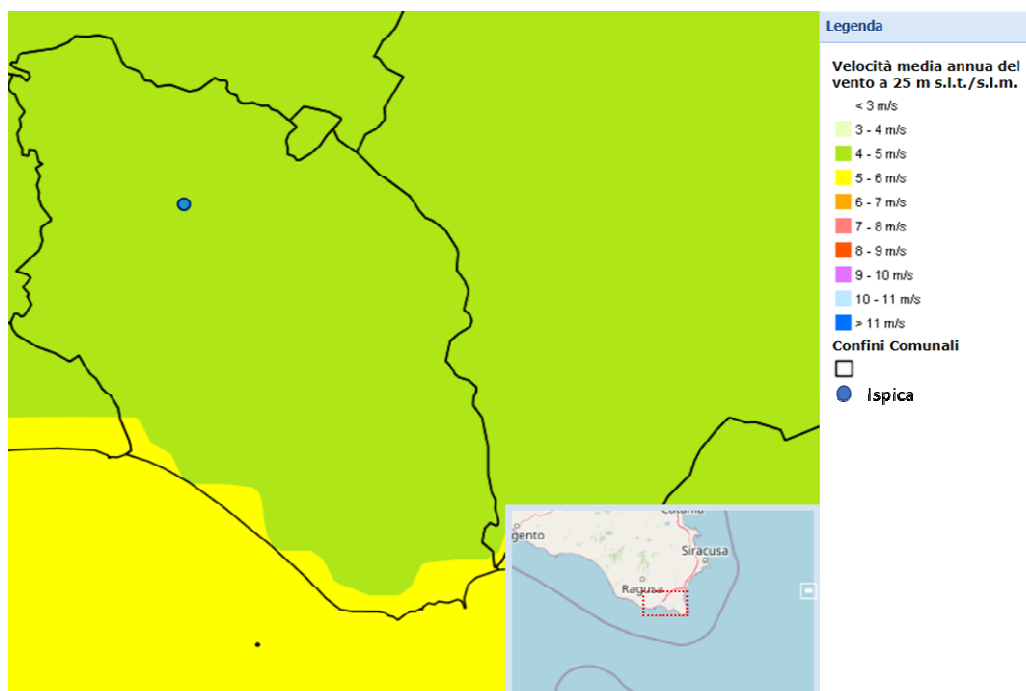 Legenda
Velocità media annua del
vento a 25 m s.l.t./s.l.m.
< 3 m/s
3 - 4 m/s
4 - 5 m/s
5 - 6 m/s
6 - 7 m/s
7 - 8 m/s
8 - 9 m/s
9 - 10 m/s
10 - 11 m/s
> 11 m/s
Confini Comunali
Ispica
Catania
gento
Siracusa
Ragusa